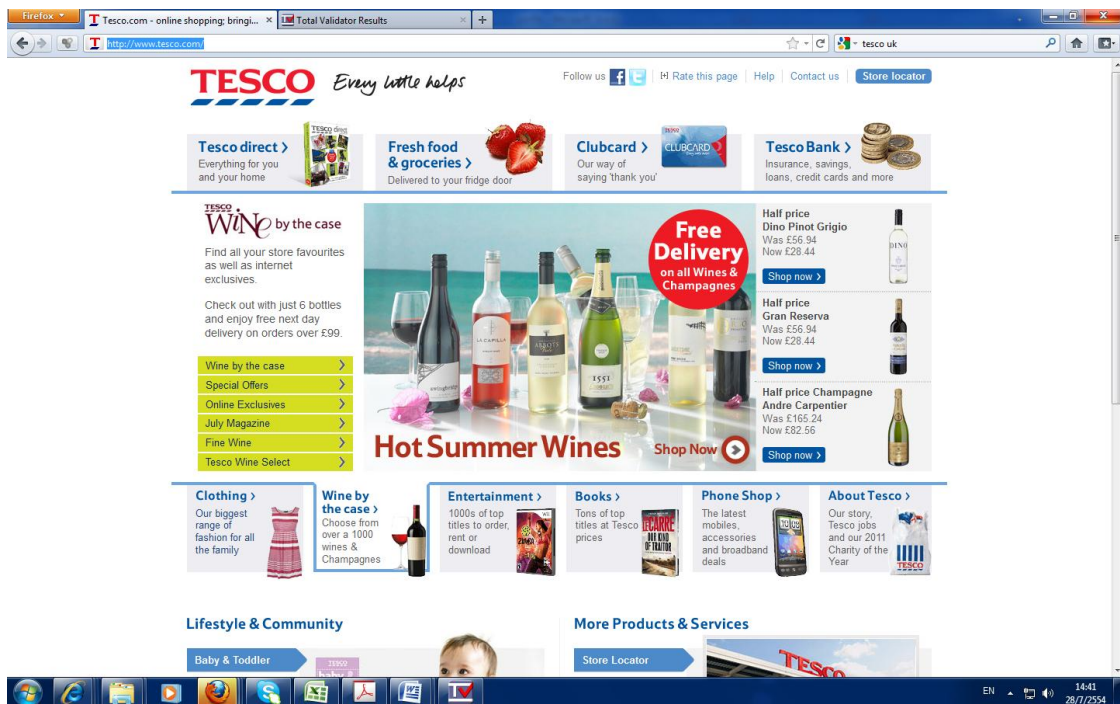 Firefox
Tesco.com - online shopping; bringi...
Total Validator Results
http://www.tesco.com/
tesco uk
TESCO
Every little helps
Follow us
[+] Rate this page
Help
Contact us
Store locator
Tesco direct >
Everything for you
and your home
Fresh food
& groceries >
Delivered to your fridge door
Clubcard >
Our way of
saying 'thank you'
CLUBCARD
Tesco Bank >
Insurance, savings,
loans, credit cards and more
TESCO
WINE by the case
Find all your store favourites
as well as internet
exclusives.
Check out with just 6 bottles
and enjoy free next day
delivery on orders over £99.
Wine by the case >
Special Offers >
Online Exclusives >
July Magazine >
Fine Wine >
Tesco Wine Select >
Free
Delivery
on all Wines &
Champagnes
LA CAPILLA
1551
Hot Summer Wines
Shop Now >
Half price
Dino Pinot Grigio
Was £56.94
Now £28.44
Shop now >
DINO
Half price
Gran Reserva
Was £56.94
Now £28.44
Shop now >
Half price Champagne
Andre Carpentier
Was £165.24
Now £82.56
Shop now >
Clothing >
Our biggest
range of
fashion for all
the family
Wine by
the case >
Choose from
over a 1000
wines &
Champagnes
Entertainment >
1000s of top
titles to order,
rent or
download
ZUMBA
Books >
Tons of top
titles at Tesco
prices
LE CARRE
OUR KIND
OF TRAITOR
Phone Shop >
The latest
mobiles,
accessories
and broadband
deals
About Tesco >
Our story,
Tesco jobs
and our 2011
Charity of the
Year
TESCO
Lifestyle & Community
Baby & Toddler
More Products & Services
Store Locator
TESCO
EN
14:41
28/7/2554